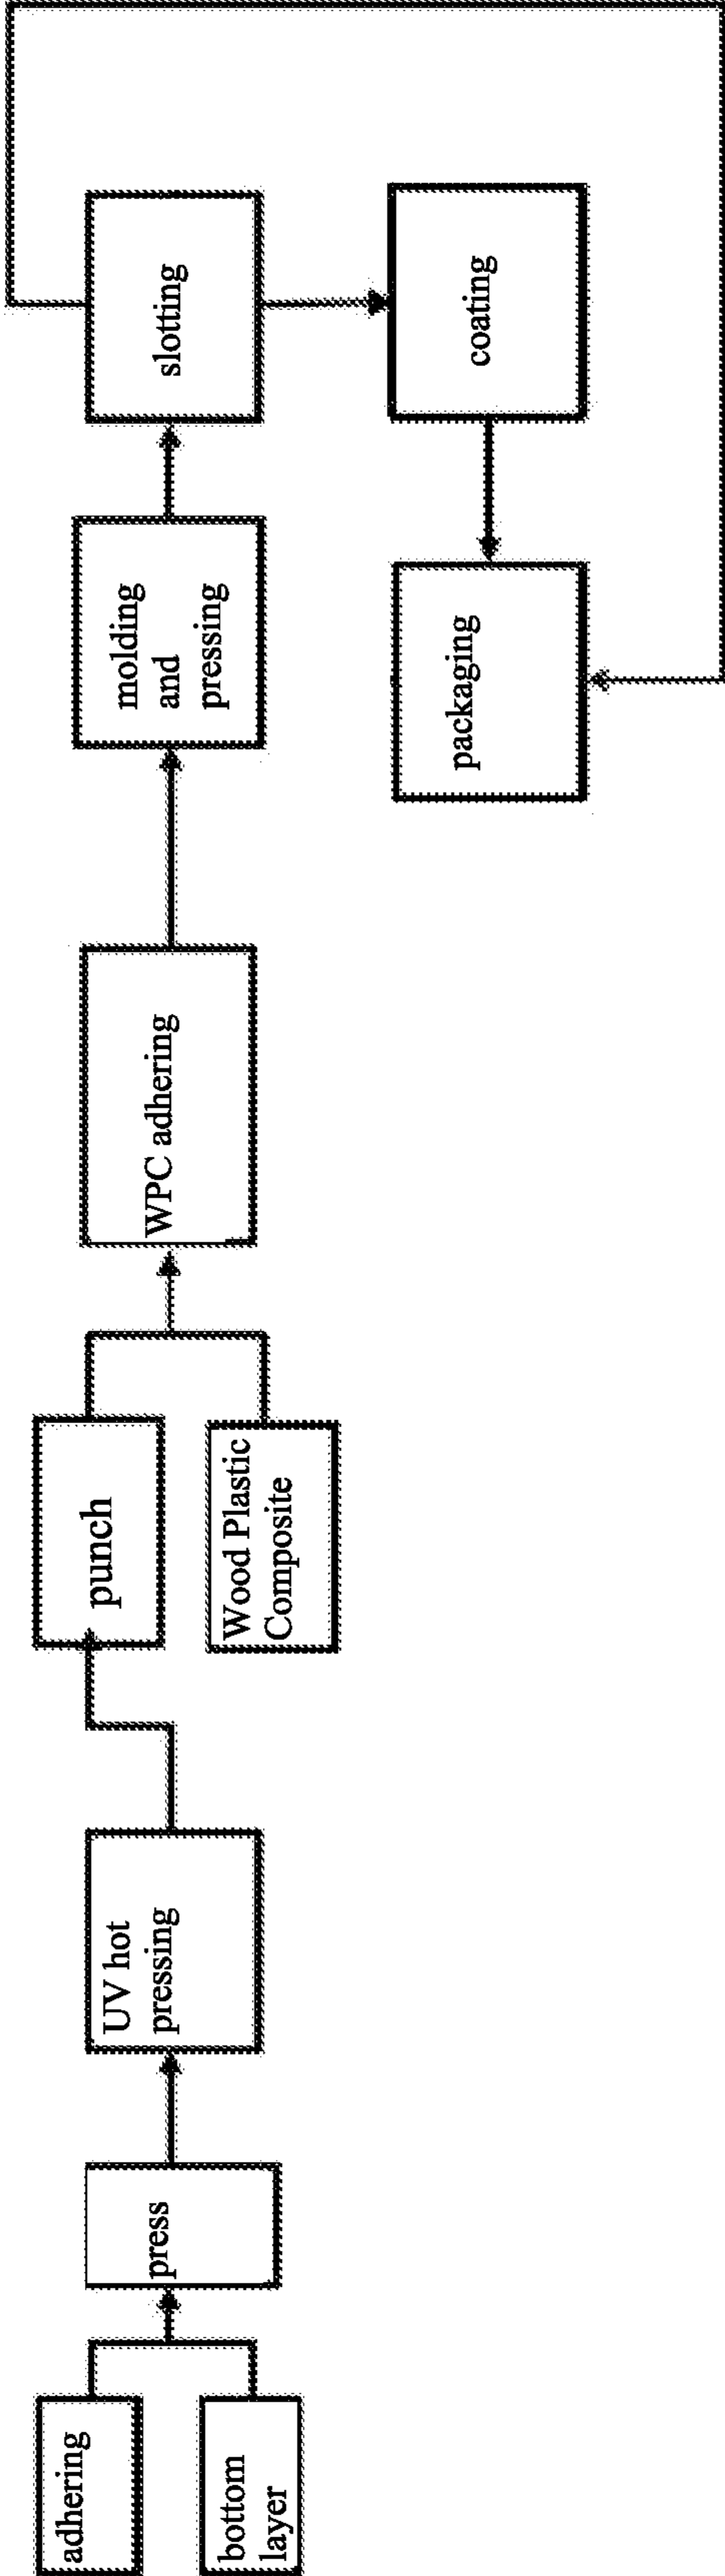 adhering
bottom
layer
press
UV hot
pressing
punch
Wood Plastic
Composite
WPC adhering
molding
and
pressing
slotting
coating
packaging